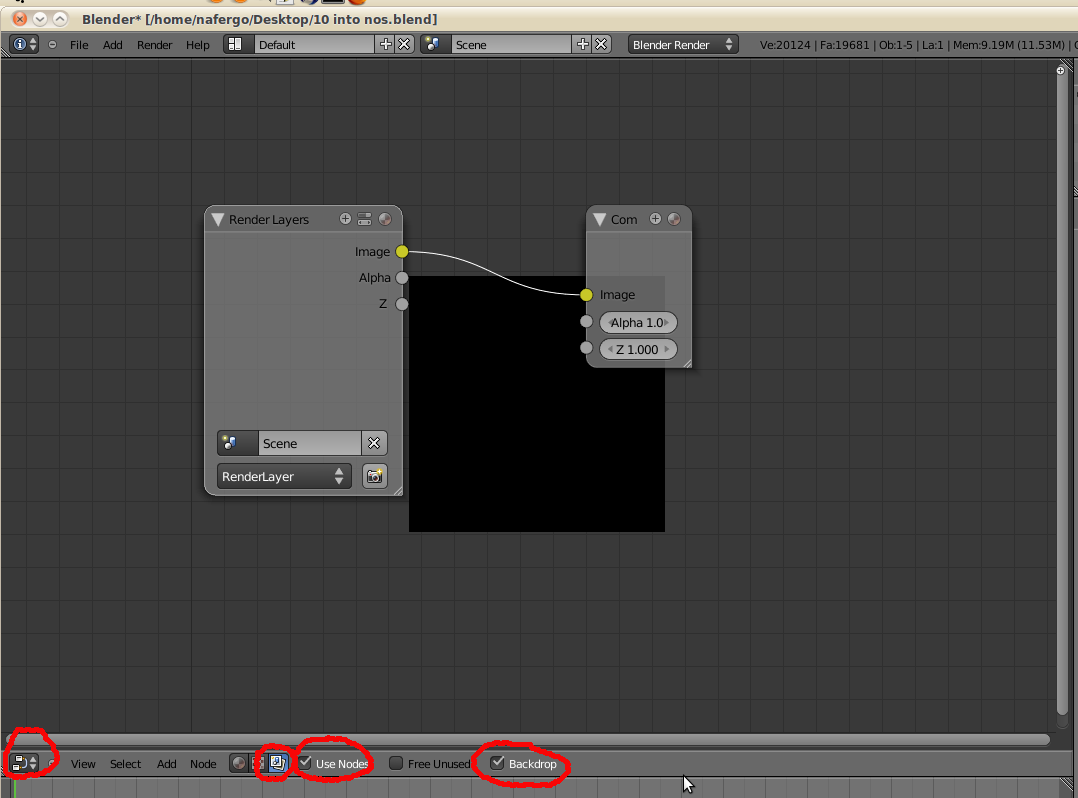 Blender* [/home/nafergo/Desktop/10 into nos.blend]
File Add Render Help Default Scene Blender Render Ve:20124 | Fa:19681 | Ob:1-5 | La:1 | Mem:9.19M (11.53M) |
Render Layers
Image
Alpha
Z
Scene
RenderLayer
Com
Image
Alpha 1.0
Z 1.000
View Select Add Node Use Nodes Free Unused Backdrop